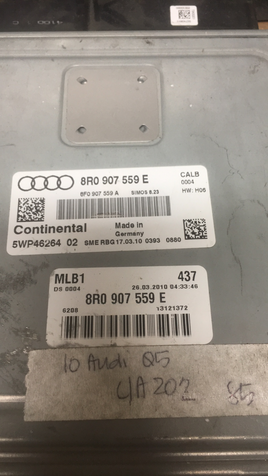 8R0 907 559 E
CALB
0004
8F0 907 559 A SIMOS 8.23
HW: H08
Continental
Made in
Germany
5WP46264 02
SME RBG 17.03.10 0393 0880
MLB1
437
DS 0004
26.03.2010 04:33:46
8R0 907 559 E
6208
13121372
10 Audi Q5
4A202